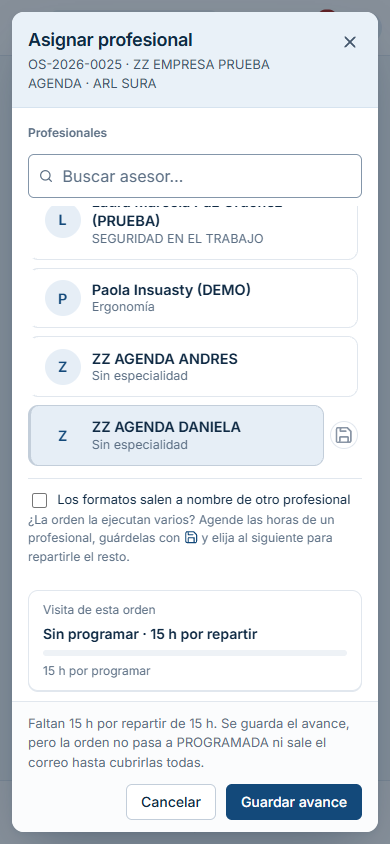 Asignar profesional
OS-2026-0025 · ZZ EMPRESA PRUEBA
AGENDA · ARL SURA
Profesionales
Buscar asesor...
L
(PRUEBA)
SEGURIDAD EN EL TRABAJO
P
Paola Insuasty (DEMO)
Ergonomía
Z
ZZ AGENDA ANDRES
Sin especialidad
Z
ZZ AGENDA DANIELA
Sin especialidad
Los formatos salen a nombre de otro profesional
¿La orden la ejecutan varios? Agende las horas de un
profesional, guárdelas con y elija al siguiente para
repartirle el resto.
Visita de esta orden
Sin programar · 15 h por repartir
15 h por programar
Faltan 15 h por repartir de 15 h. Se guarda el avance,
pero la orden no pasa a PROGRAMADA ni sale el
correo hasta cubrirlas todas.
Cancelar
Guardar avance